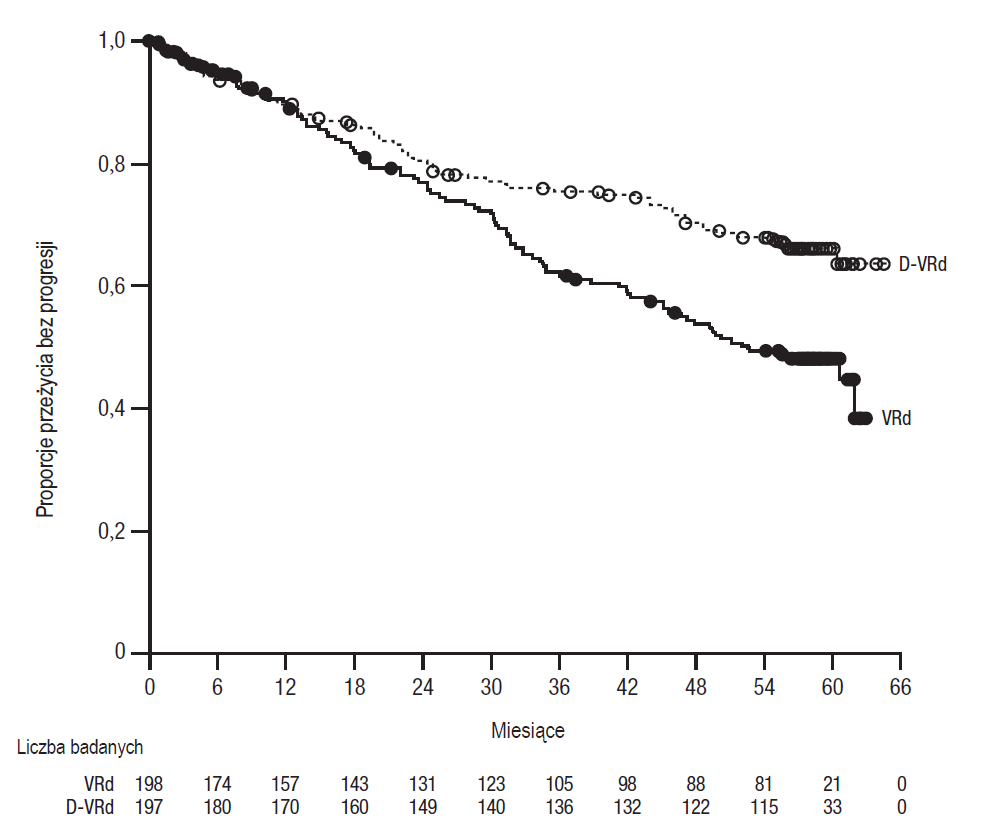 1,0
0,8
0,6
0,4
0,2
0
Proporcje przeżycia bez progresji
D-VRd
VRd
0 6 12 18 24 30 36 42 48 54 60 66
Miesiące
Liczba badanych
VRd 198 174 157 143 131 123 105 98 88 81 21 0
D-VRd 197 180 170 160 149 140 136 132 122 115 33 0